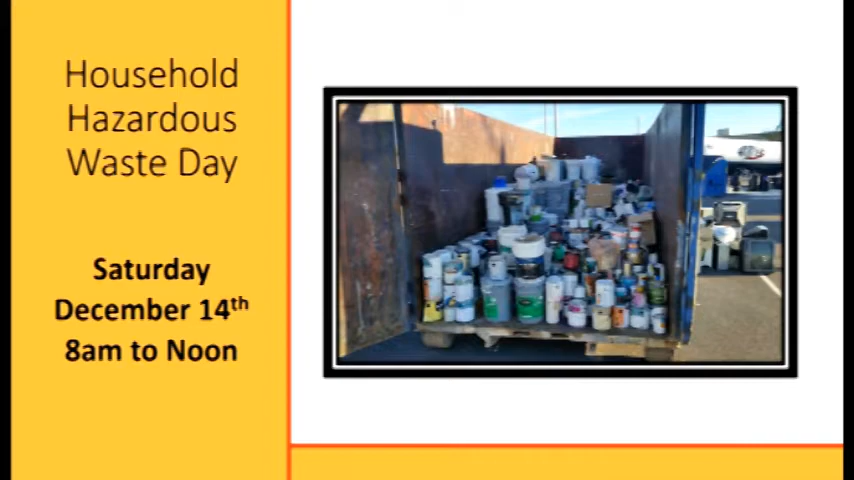 Household
Hazardous
Waste Day
Saturday
December 14th
8am to Noon